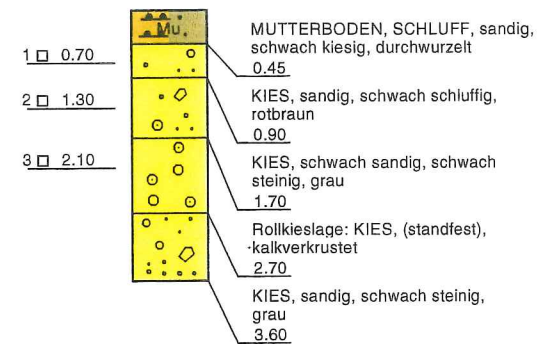 Mu.
MUTTERBODEN, SCHLUFF, sandig,
schwach kiesig, durchwurzelt
0.45
1 0.70
KIES, sandig, schwach schluffig,
rotbraun
0.90
2 1.30
KIES, schwach sandig, schwach
steinig, grau
1.70
3 2.10
Rollkieslage: KIES, (standfest),
kalkverkrustet
2.70
KIES, sandig, schwach steinig,
grau
3.60